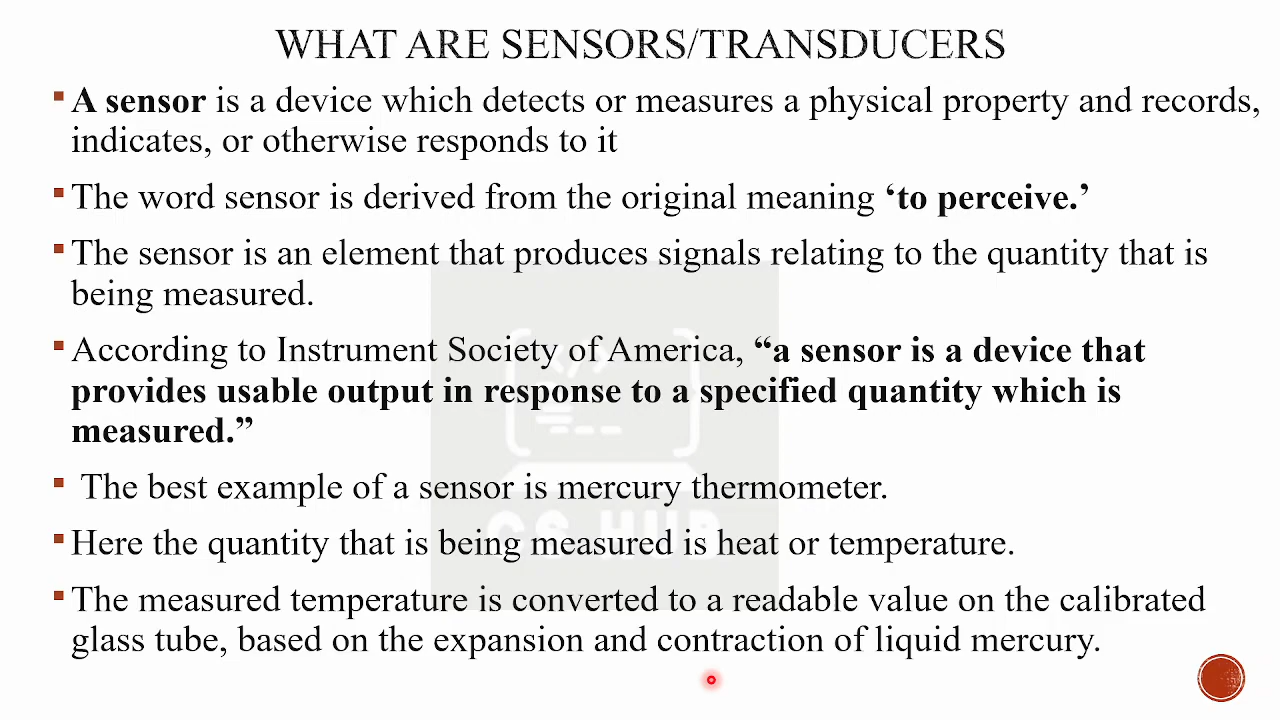 WHAT ARE SENSORS/TRANSDUCERS
A sensor is a device which detects or measures a physical property and records,
indicates, or otherwise responds to it
The word sensor is derived from the original meaning ‘to perceive.’
The sensor is an element that produces signals relating to the quantity that is
being measured.
According to Instrument Society of America, “a sensor is a device that
provides usable output in response to a specified quantity which is
measured.”
The best example of a sensor is mercury thermometer.
Here the quantity that is being measured is heat or temperature.
The measured temperature is converted to a readable value on the calibrated
glass tube, based on the expansion and contraction of liquid mercury.
CS HUB